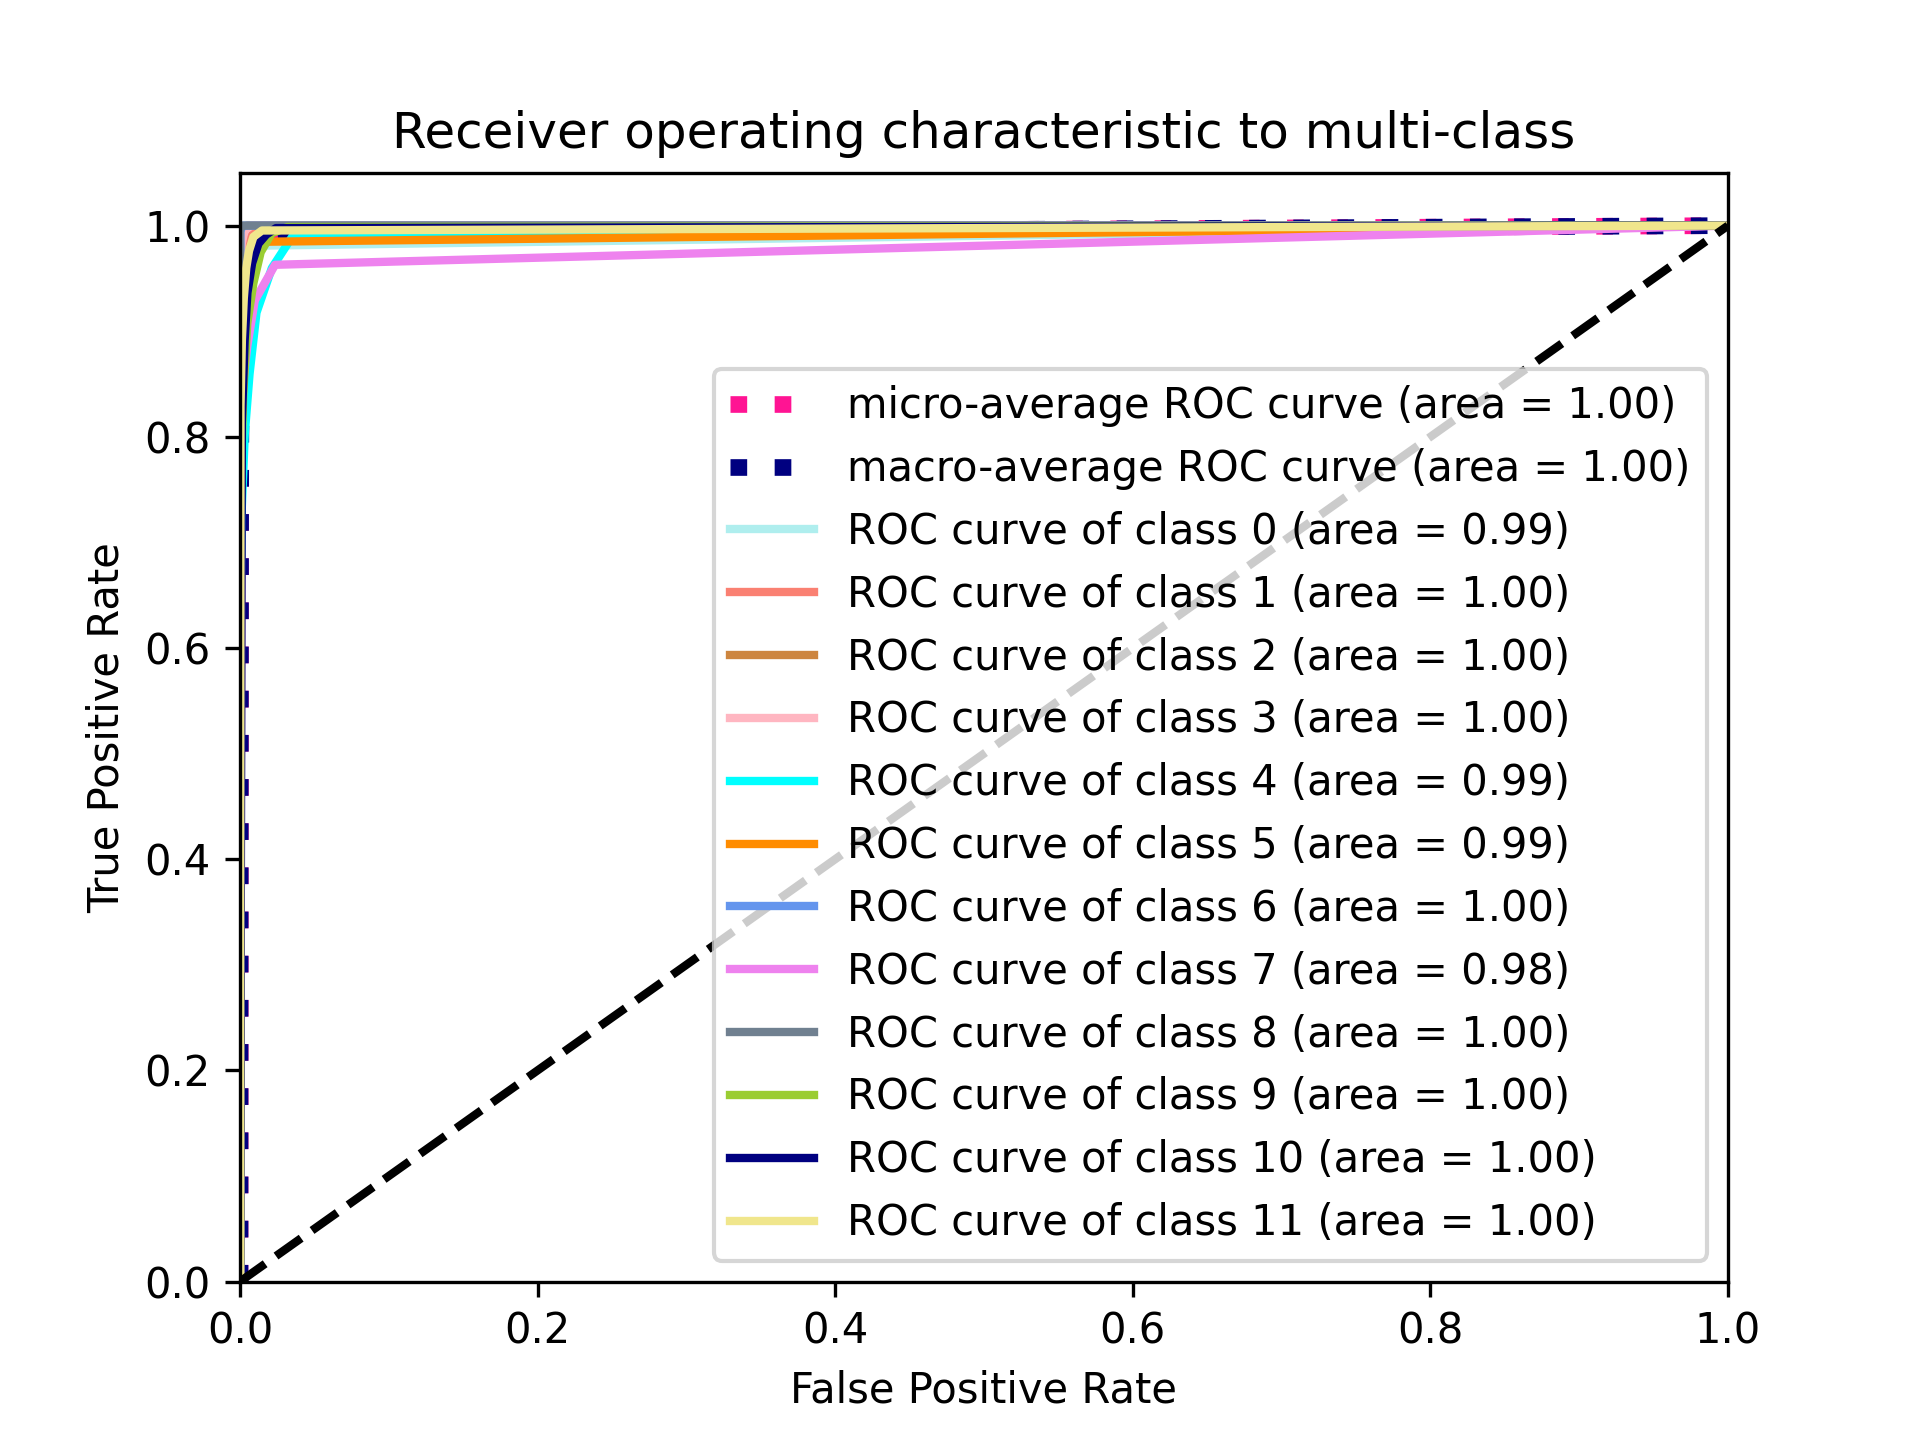 Receiver operating characteristic to multi-class
1.0
0.8
0.6
0.4
0.2
0.0
True Positive Rate
micro-average ROC curve (area = 1.00)
macro-average ROC curve (area = 1.00)
ROC curve of class 0 (area = 0.99)
ROC curve of class 1 (area = 1.00)
ROC curve of class 2 (area = 1.00)
ROC curve of class 3 (area = 1.00)
ROC curve of class 4 (area = 0.99)
ROC curve of class 5 (area = 0.99)
ROC curve of class 6 (area = 1.00)
ROC curve of class 7 (area = 0.98)
ROC curve of class 8 (area = 1.00)
ROC curve of class 9 (area = 1.00)
ROC curve of class 10 (area = 1.00)
ROC curve of class 11 (area = 1.00)
0.0 0.2 0.4 0.6 0.8 1.0
False Positive Rate